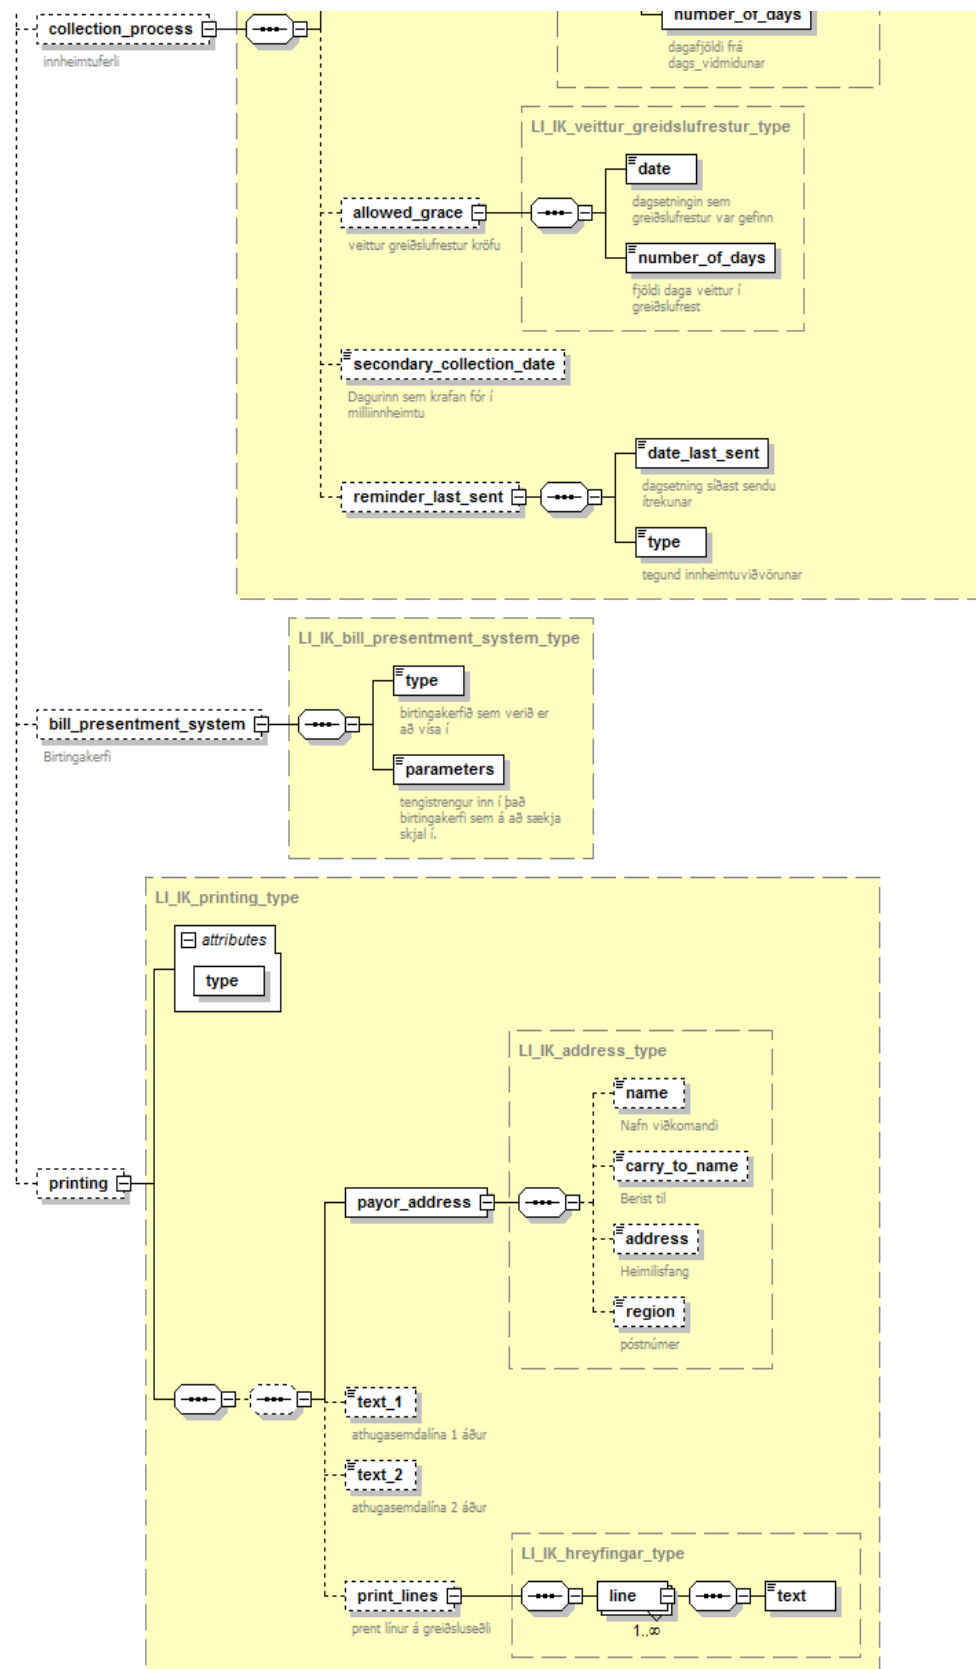 number_of_days
dagafjöldi frá
dags_vidmidunar
collection_process
innheimtuferli
LI_IK_veittur_greidslufrestur_type
date
dagsetningin sem
greiðslufrestur var gefinn
allowed_grace
veittur greiðslufrestur kröfu
number_of_days
fjöldi daga veittur í
greiðslufrest
secondary_collection_date
Dagurinn sem krafan fór í
milliinnheimtu
date_last_sent
dagsetning síðast sendu
ítrekunar
reminder_last_sent
type
tegund innheimtuviðvörunar
LI_IK_bill_presentment_system_type
type
birtingakerfið sem verið er
að vísa í
bill_presentment_system
Birtingakerfi
parameters
tengistrengur inn í það
birtingakerfi sem á að sækja
skjal í.
LI_IK_printing_type
attributes
type
LI_IK_address_type
name
Nafn viðkomandi
carry_to_name
Berist til
printing
payor_address
address
Heimilisfang
region
póstnúmer
text_1
athugasemdalína 1 áður
text_2
athugasemdalína 2 áður
LI_IK_hreyfingar_type
print_lines
prent línur á greiðsluseðli
line
1..∞
text